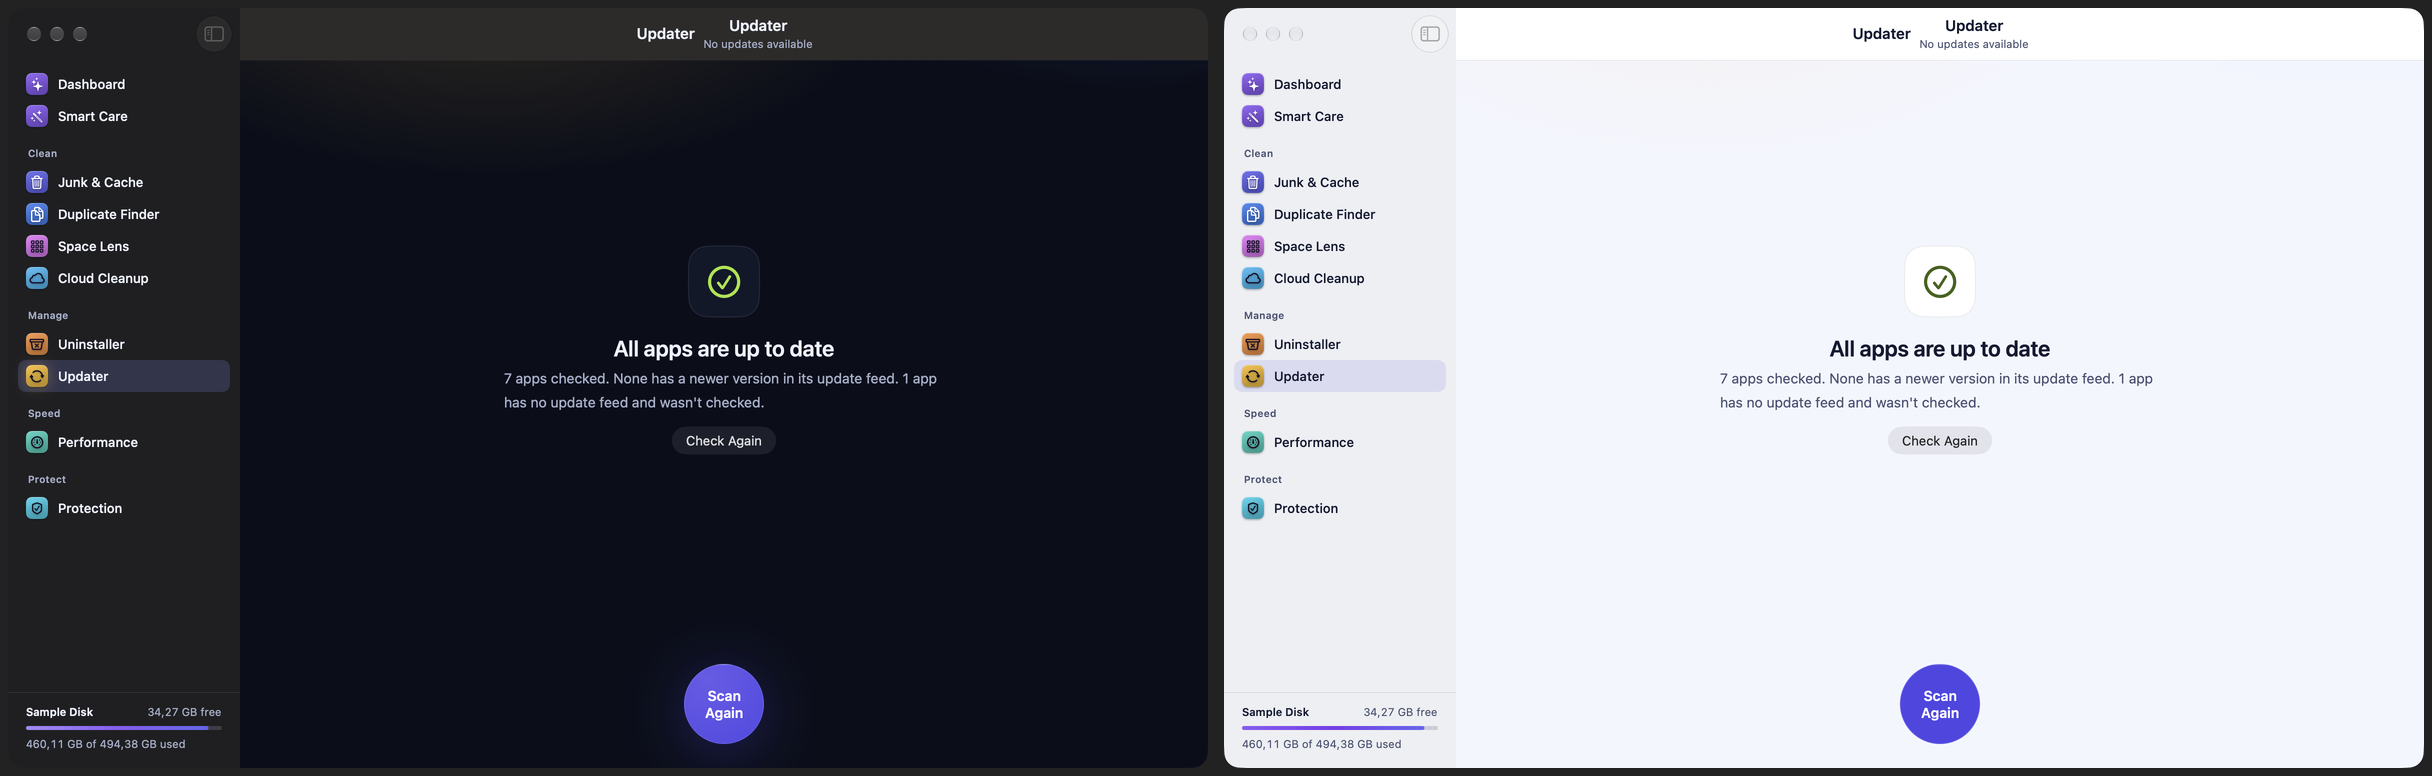 Updater
Updater
No updates available
Dashboard
Smart Care
Clean
Junk & Cache
Duplicate Finder
Space Lens
Cloud Cleanup
Manage
Uninstaller
Updater
Speed
Performance
Protect
Protection
All apps are up to date
7 apps checked. None has a newer version in its update feed. 1 app
has no update feed and wasn't checked.
Check Again
Scan
Again
Sample Disk
34,27 GB free
460,11 GB of 494,38 GB used
Updater
Updater
No updates available
Dashboard
Smart Care
Clean
Junk & Cache
Duplicate Finder
Space Lens
Cloud Cleanup
Manage
Uninstaller
Updater
Speed
Performance
Protect
Protection
All apps are up to date
7 apps checked. None has a newer version in its update feed. 1 app
has no update feed and wasn't checked.
Check Again
Scan
Again
Sample Disk
34,27 GB free
460,11 GB of 494,38 GB used